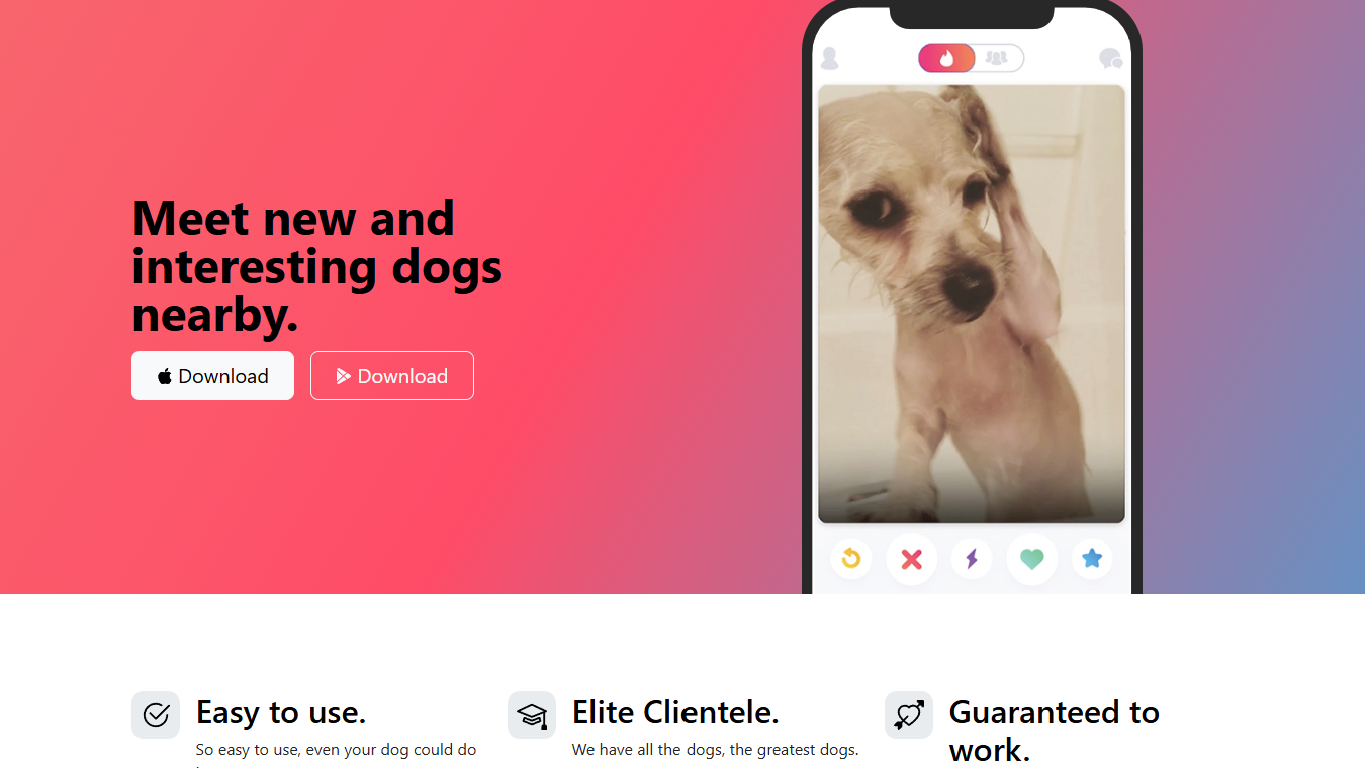 Meet new and
interesting dogs
nearby.
Download
Download
Easy to use.
So easy to use, even your dog could do
Elite Clientele.
We have all the dogs, the greatest dogs.
Guaranteed to
work.